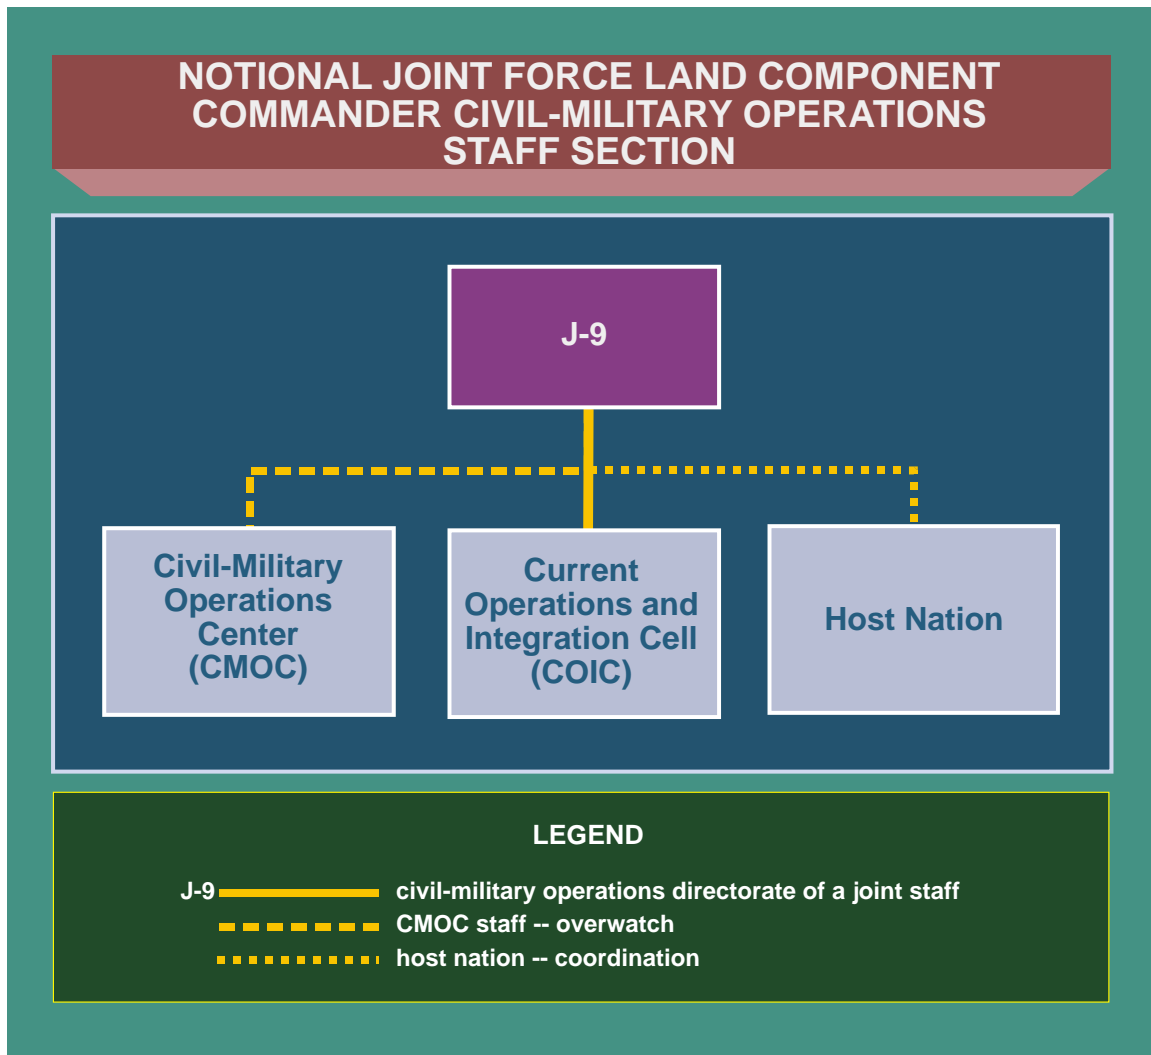 NOTIONAL JOINT FORCE LAND COMPONENT
COMMANDER CIVIL-MILITARY OPERATIONS
STAFF SECTION
J-9
Civil-Military
Operations
Center
(CMOC)
Current
Operations and
Integration Cell
(COIC)
Host Nation
LEGEND
J-9 civil-military operations directorate of a joint staff
CMOC staff -- overwatch
host nation -- coordination